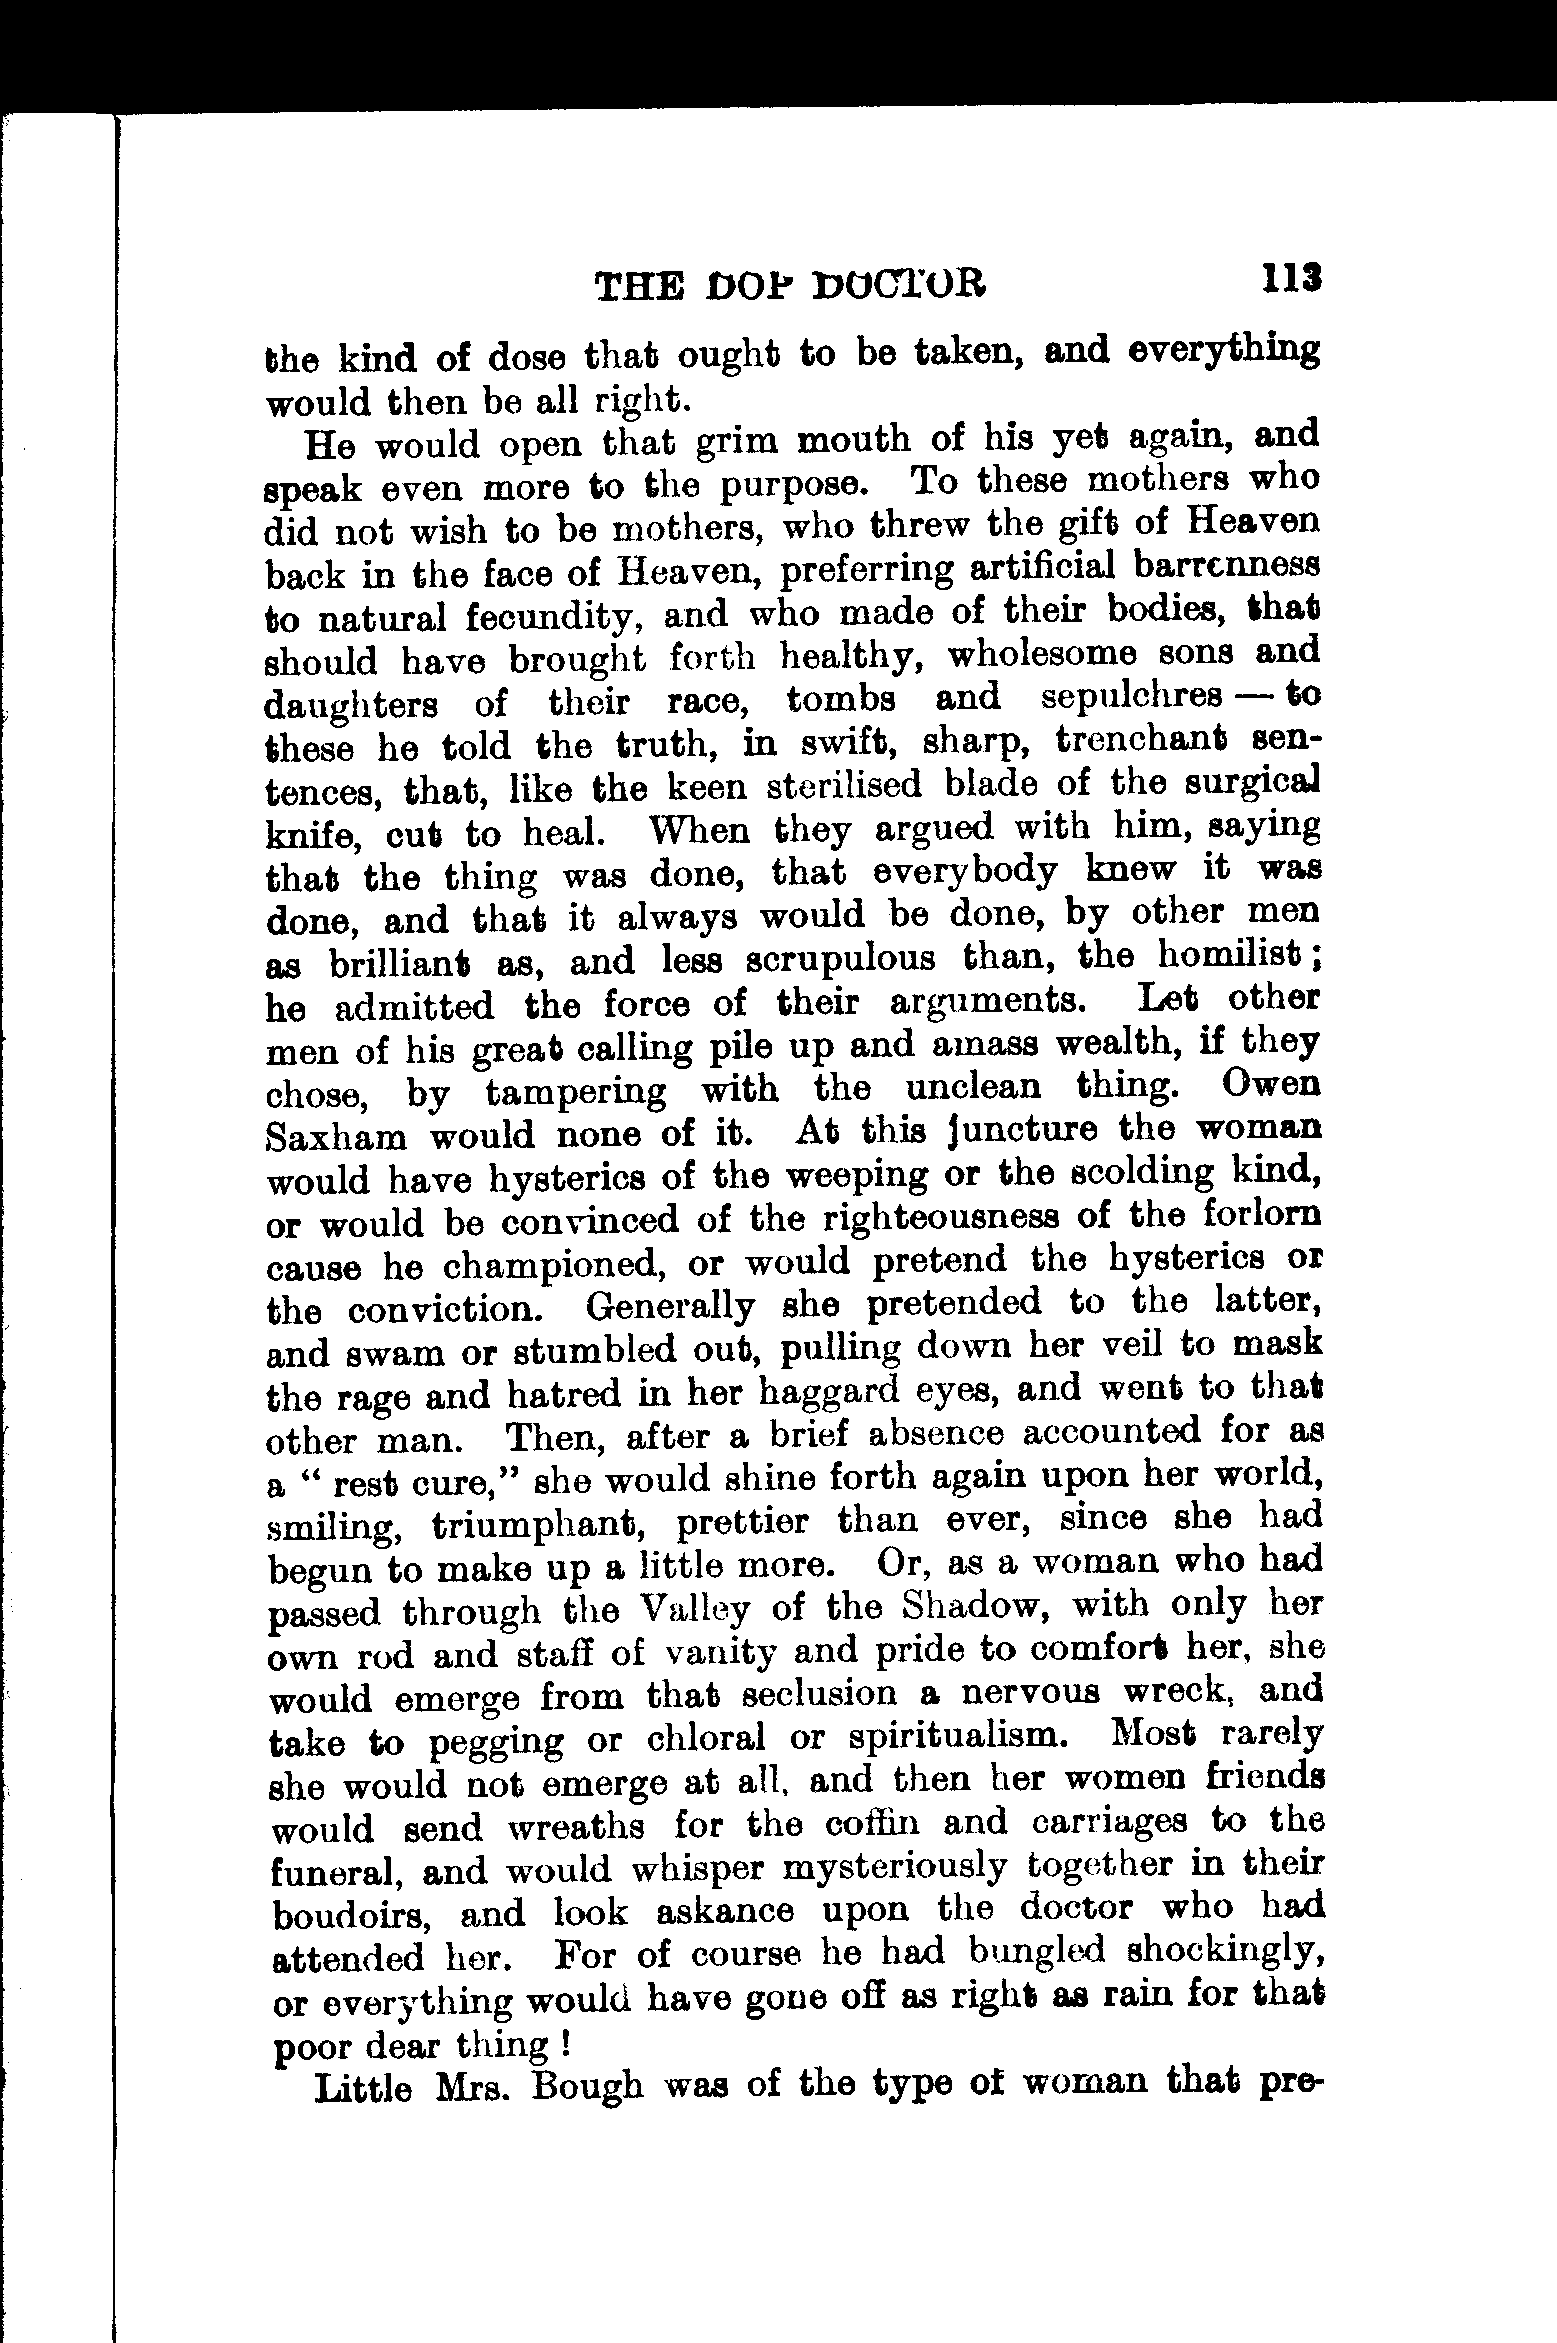 THE DOP DOCTOR 113
the kind of dose that ought to be taken, and everything
would then be all right.
He would open that grim mouth of his yet again, and
speak even more to the purpose. To these mothers who
did not wish to be mothers, who threw the gift of Heaven
back in the face of Heaven, preferring artificial barrenness
to natural fecundity, and who made of their bodies, that
should have brought forth healthy, wholesome sons and
daughters of their race, tombs and sepulchres — to
these he told the truth, in swift, sharp, trenchant sen-
tences, that, like the keen sterilised blade of the surgical
knife, cut to heal. When they argued with him, saying
that the thing was done, that everybody knew it was
done, and that it always would be done, by other men
as brilliant as, and less scrupulous than, the homilist ;
he admitted the force of their arguments. Let other
men of his great calling pile up and amass wealth, if they
chose, by tampering with the unclean thing. Owen
Saxham would none of it. At this juncture the woman
would have hysterics of the weeping or the scolding kind,
or would be convinced of the righteousness of the forlorn
cause he championed, or would pretend the hysterics or
the conviction. Generally she pretended to the latter,
and swam or stumbled out, pulling down her veil to mask
the rage and hatred in her haggard eyes, and went to that
other man. Then, after a brief absence accounted for as
a “ rest cure,” she would shine forth again upon her world,
smiling, triumphant, prettier than ever, since she had
begun to make up a little more. Or, as a woman who had
passed through the Valley of the Shadow, with only her
own rod and staff of vanity and pride to comfort her, she
would emerge from that seclusion a nervous wreck, and
take to pegging or chloral or spiritualism. Most rarely
she would not emerge at all, and then her women friends
would send wreaths for the coffin and carriages to the
funeral, and would whisper mysteriously together in their
boudoirs, and look askance upon the doctor who had
attended her. For of course he had bungled shockingly,
or everything would have gone off as right as rain for that
poor dear thing !
Little Mrs. Bough was of the type of woman that pre-